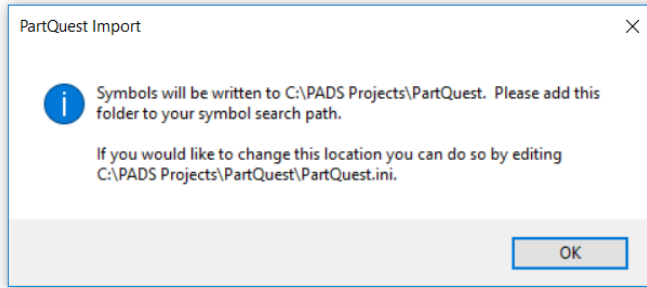 PartQuest Import
Symbols will be written to C:\PADS Projects\PartQuest. Please add this
folder to your symbol search path.
If you would like to change this location you can do so by editing
C:\PADS Projects\PartQuest\PartQuest.ini.
OK